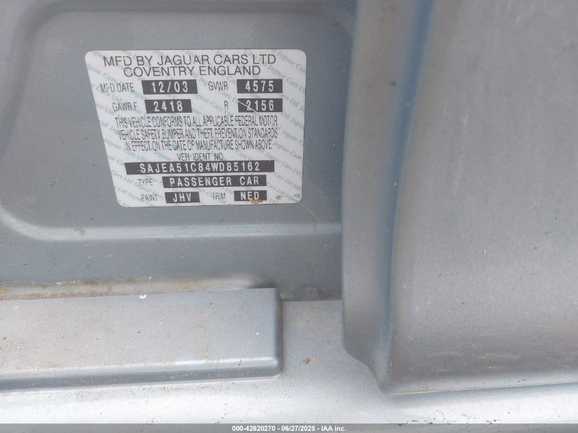 MFD BY JAGUAR CARS LTD
COVENTRY ENGLAND
MFD DATE 12/03 GVWR 4575
GAWR F 2418 R 2156
THIS VEHICLE CONFORMS TO ALL APPLICABLE FEDERAL MOTOR
VEHICLE SAFETY, BUMPER AND THEFT PREVENTION STANDARDS
IN EFFECT ON THE DATE OF MANUFACTURE SHOWN ABOVE
VEH IDENT NO
SAJEA51C84WD85162
TYPE PASSENGER CAR
PAINT JHV TRIM NED
000-42820270 - 06/27/2025 - IAA Inc.